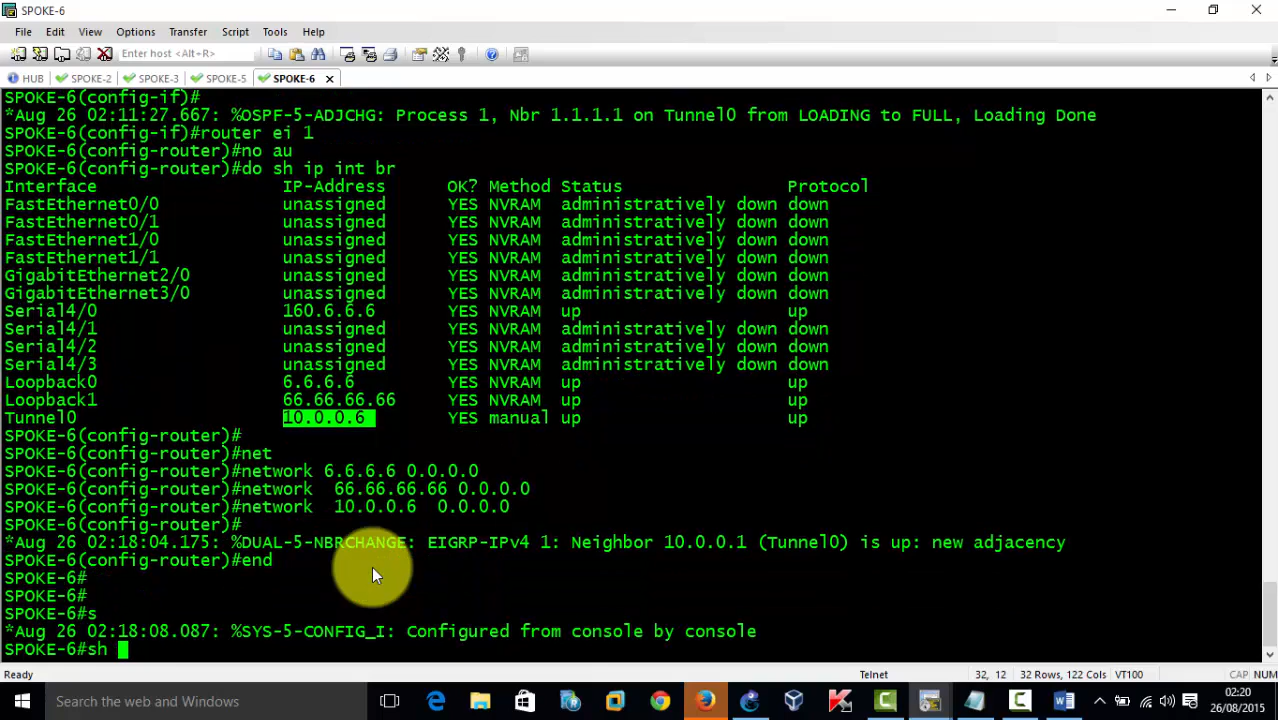 SPOKE-6
File Edit View Options Transfer Script Tools Help
Enter host <Alt+R>
HUB SPOKE-2 SPOKE-3 SPOKE-5 SPOKE-6
SPOKE-6(config-if)#
*Aug 26 02:11:27.667: %OSPF-5-ADJCHG: Process 1, Nbr 1.1.1.1 on Tunnel0 from LOADING to FULL, Loading Done
SPOKE-6(config-if)#router ei 1
SPOKE-6(config-router)#no au
SPOKE-6(config-router)#do sh ip int br
Interface IP-Address OK? Method Status Protocol
FastEthernet0/0 unassigned YES NVRAM administratively down down
FastEthernet0/1 unassigned YES NVRAM administratively down down
FastEthernet1/0 unassigned YES NVRAM administratively down down
FastEthernet1/1 unassigned YES NVRAM administratively down down
GigabitEthernet2/0 unassigned YES NVRAM administratively down down
GigabitEthernet3/0 unassigned YES NVRAM administratively down down
Serial4/0 160.6.6.6 YES NVRAM up up
Serial4/1 unassigned YES NVRAM administratively down down
Serial4/2 unassigned YES NVRAM administratively down down
Serial4/3 unassigned YES NVRAM administratively down down
Loopback0 6.6.6.6 YES NVRAM up up
Loopback1 66.66.66.66 YES NVRAM up up
Tunnel0 10.0.0.6 YES manual up up
SPOKE-6(config-router)#
SPOKE-6(config-router)#net
SPOKE-6(config-router)#network 6.6.6.6 0.0.0.0
SPOKE-6(config-router)#network 66.66.66.66 0.0.0.0
SPOKE-6(config-router)#network 10.0.0.6 0.0.0.0
SPOKE-6(config-router)#
*Aug 26 02:18:04.175: %DUAL-5-NBRCHANGE: EIGRP-IPv4 1: Neighbor 10.0.0.1 (Tunnel0) is up: new adjacency
SPOKE-6(config-router)#end
SPOKE-6#
SPOKE-6#
SPOKE-6#s
*Aug 26 02:18:08.087: %SYS-5-CONFIG_I: Configured from console by console
SPOKE-6#sh
Ready Telnet 32, 12 32 Rows, 122 Cols VT100 CAP NUM
Search the web and Windows
02:20
26/08/2015